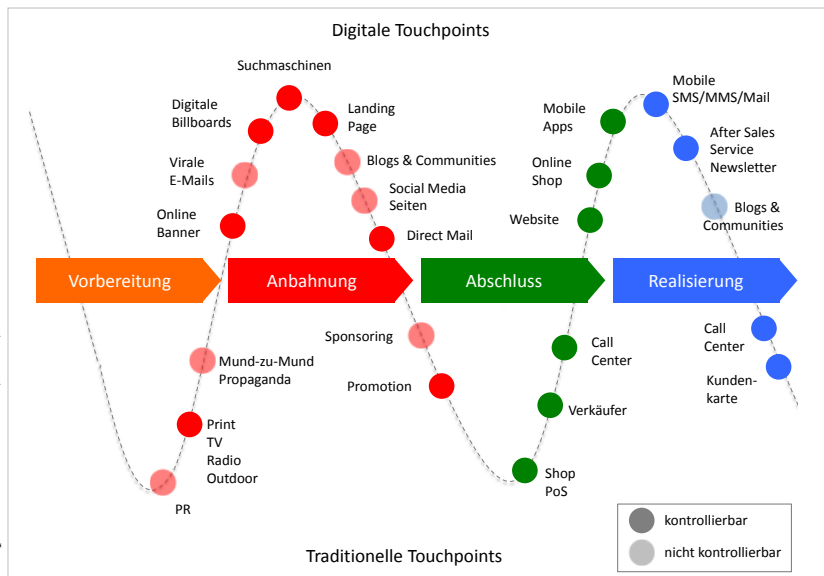 Digitale Touchpoints
Suchmaschinen
Digitale
Billboards
Landing
Page
Virale
E-Mails
Blogs & Communities
Social Media
Seiten
Online
Banner
Direct Mail
Mobile
SMS/MMS/Mail
Mobile
Apps
After Sales
Service
Newsletter
Online
Shop
Website
Blogs &
Communities
Vorbereitung
Anbahnung
Abschluss
Realisierung
Sponsoring
Mund-zu-Mund
Propaganda
Promotion
Print
TV
Radio
Outdoor
PR
Call
Center
Verkäufer
Shop
PoS
Call
Center
Kunden-
karte
kontrollierbar
nicht kontrollierbar
Traditionelle Touchpoints